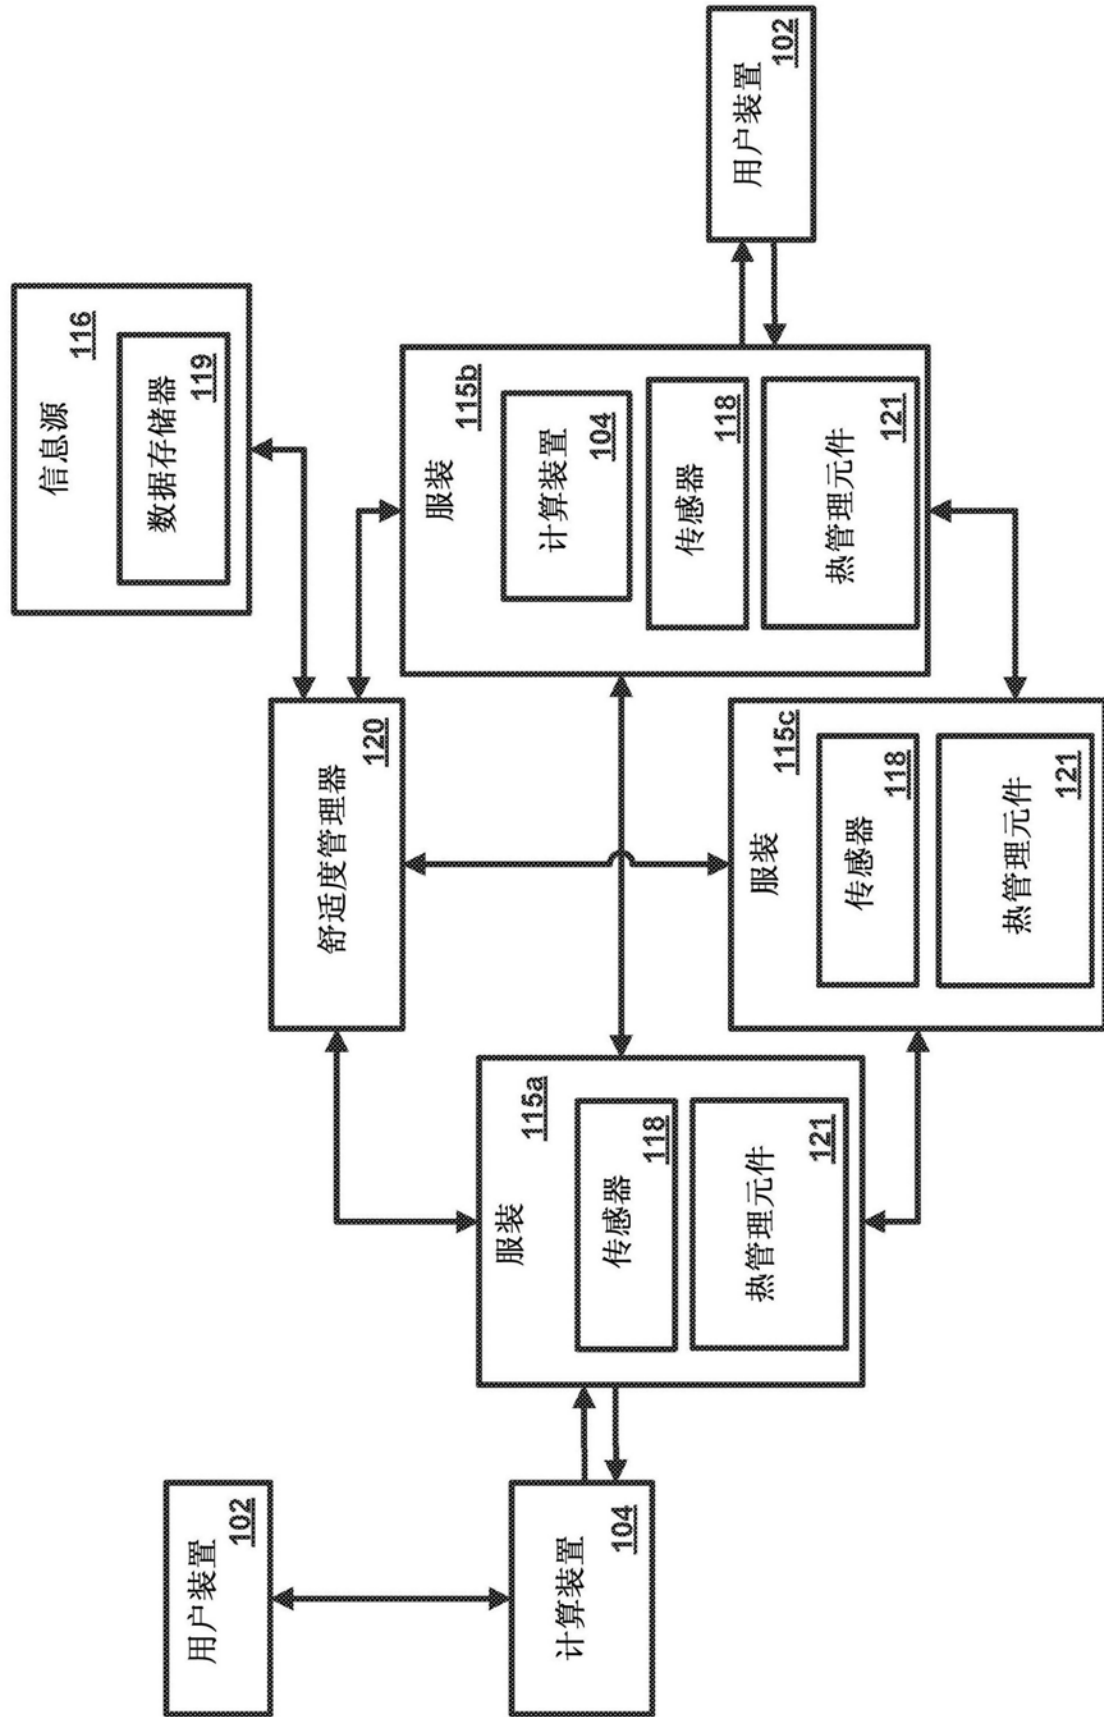 信息源
116
数据存储器
119
舒适度管理器
120
用户装置
102
计算装置
104
服装
115a
传感器
118
热管理元件
121
服装
115b
计算装置
104
传感器
118
热管理元件
121
用户装置
102
服装
115c
传感器
118
热管理元件
121